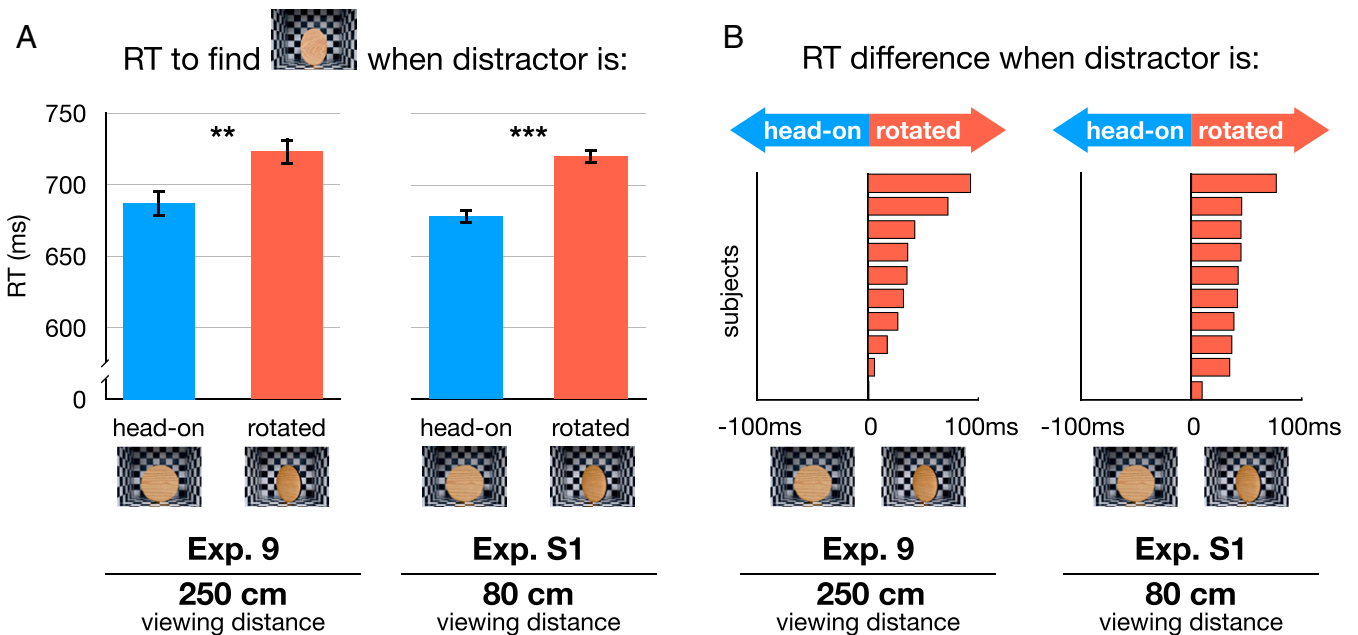 A
RT to find when distractor is:
750
700
650
600
0
RT (ms)
**
***
head-on rotated
head-on rotated
Exp. 9
250 cm
viewing distance
Exp. S1
80 cm
viewing distance
B
RT difference when distractor is:
head-on rotated
head-on rotated
subjects
-100ms 0 100ms
-100ms 0 100ms
Exp. 9
250 cm
viewing distance
Exp. S1
80 cm
viewing distance